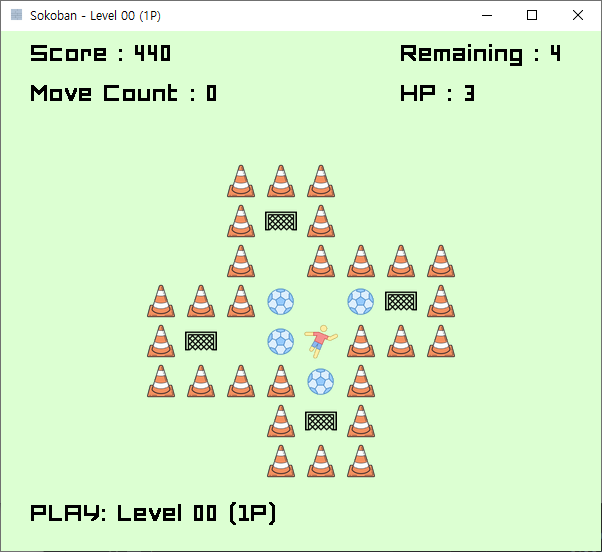 Sokoban - Level 00 (1P)
Score : 440
Remaining : 4
Move Count : 0
HP : 3
PLAY: Level 00 (1P)